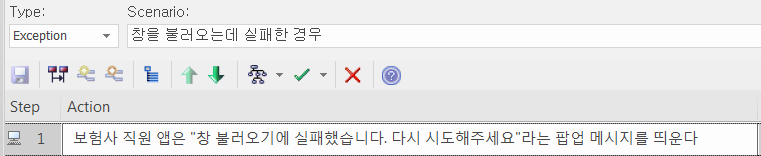 Type:
Scenario:
Exception
창을 불러오는데 실패한 경우
Step
Action
1
보험사 직원 앱은 "창 불러오기에 실패했습니다. 다시 시도해주세요"라는 팝업 메시지를 띄운다